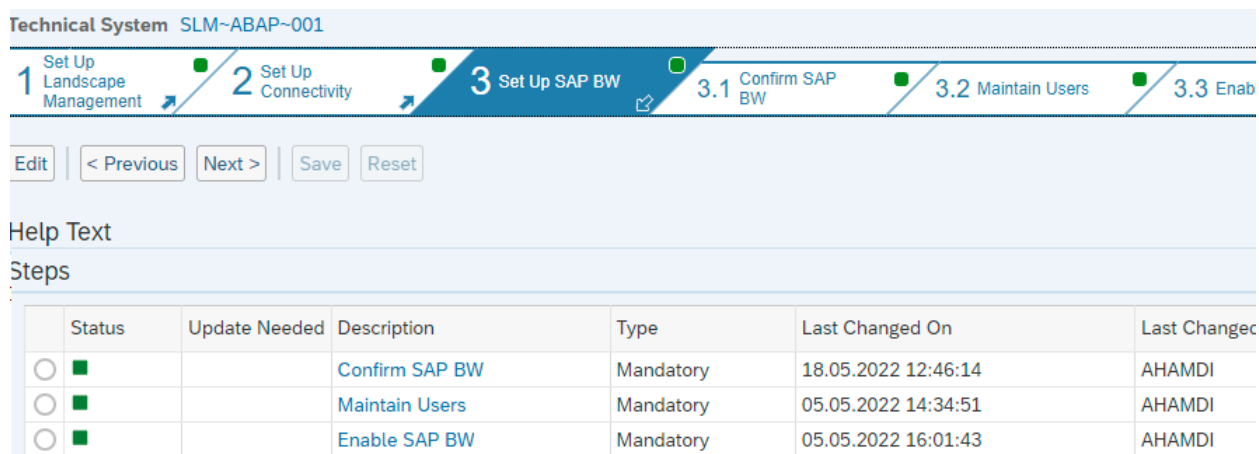 Technical System SLM~ABAP~001
1 Set Up Landscape Management
2 Set Up Connectivity
3 Set Up SAP BW
3.1 Confirm SAP BW
3.2 Maintain Users
3.3 Enabl
Edit < Previous Next > Save Reset
Help Text
Steps
Status Update Needed Description Type Last Changed On Last Changed
Confirm SAP BW Mandatory 18.05.2022 12:46:14 AHAMDI
Maintain Users Mandatory 05.05.2022 14:34:51 AHAMDI
Enable SAP BW Mandatory 05.05.2022 16:01:43 AHAMDI